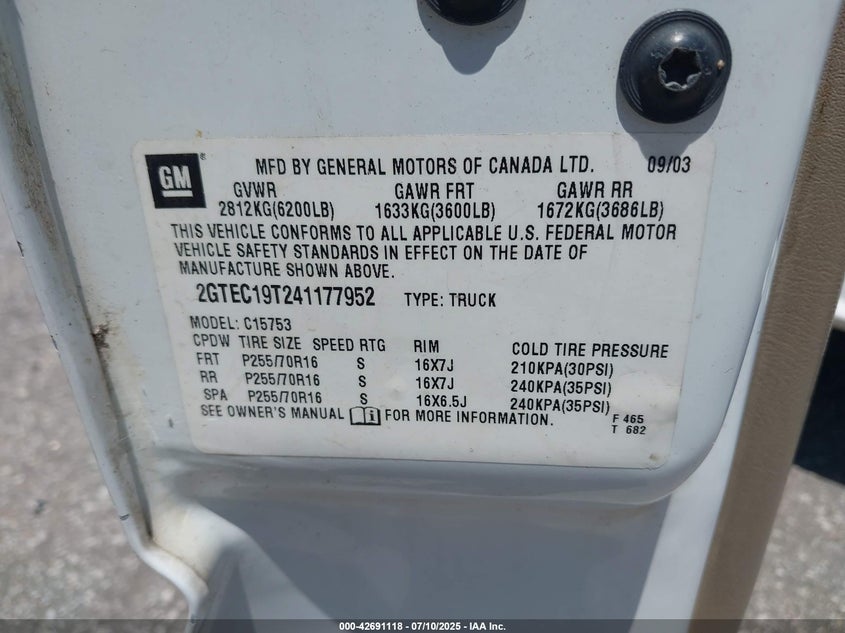 GM ® MFD BY GENERAL MOTORS OF CANADA LTD. 09/03
GVWR GAWR FRT GAWR RR
2812KG(6200LB) 1633KG(3600LB) 1672KG(3686LB)
THIS VEHICLE CONFORMS TO ALL APPLICABLE U.S. FEDERAL MOTOR
VEHICLE SAFETY STANDARDS IN EFFECT ON THE DATE OF
MANUFACTURE SHOWN ABOVE.
2GTEC19T241177952 TYPE: TRUCK
MODEL: C15753
CPDW TIRE SIZE SPEED RTG RIM COLD TIRE PRESSURE
FRT P255/70R16 S 16X7J 210KPA(30PSI)
RR P255/70R16 S 16X7J 240KPA(35PSI)
SPA P255/70R16 S 16X6.5J 240KPA(35PSI)
SEE OWNER'S MANUAL i FOR MORE INFORMATION. F 465
T 682
000-42691118 - 07/10/2025 - IAA Inc.